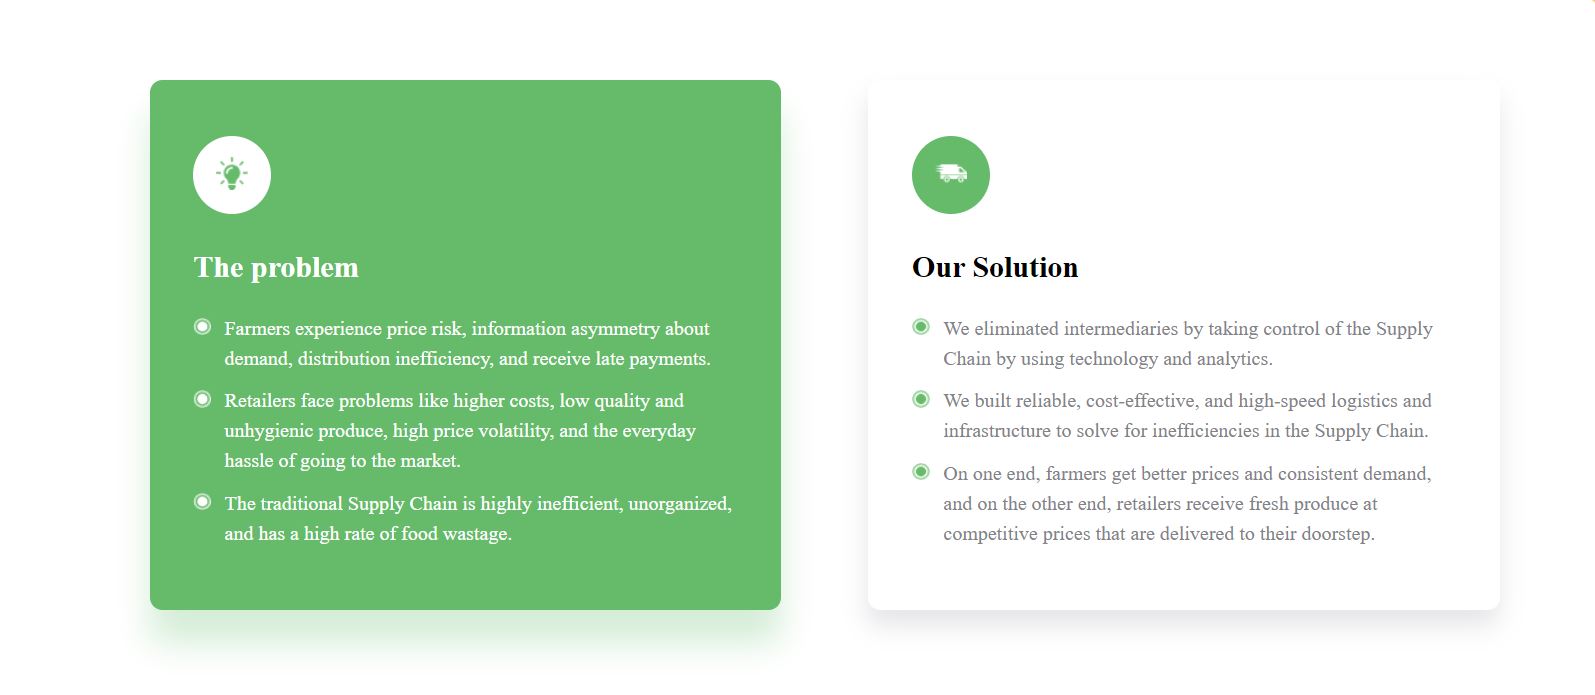 The problem
Farmers experience price risk, information asymmetry about
demand, distribution inefficiency, and receive late payments.
Retailers face problems like higher costs, low quality and
unhygienic produce, high price volatility, and the everyday
hassle of going to the market.
The traditional Supply Chain is highly inefficient, unorganized,
and has a high rate of food wastage.
Our Solution
We eliminated intermediaries by taking control of the Supply
Chain by using technology and analytics.
We built reliable, cost-effective, and high-speed logistics and
infrastructure to solve for inefficiencies in the Supply Chain.
On one end, farmers get better prices and consistent demand,
and on the other end, retailers receive fresh produce at
competitive prices that are delivered to their doorstep.